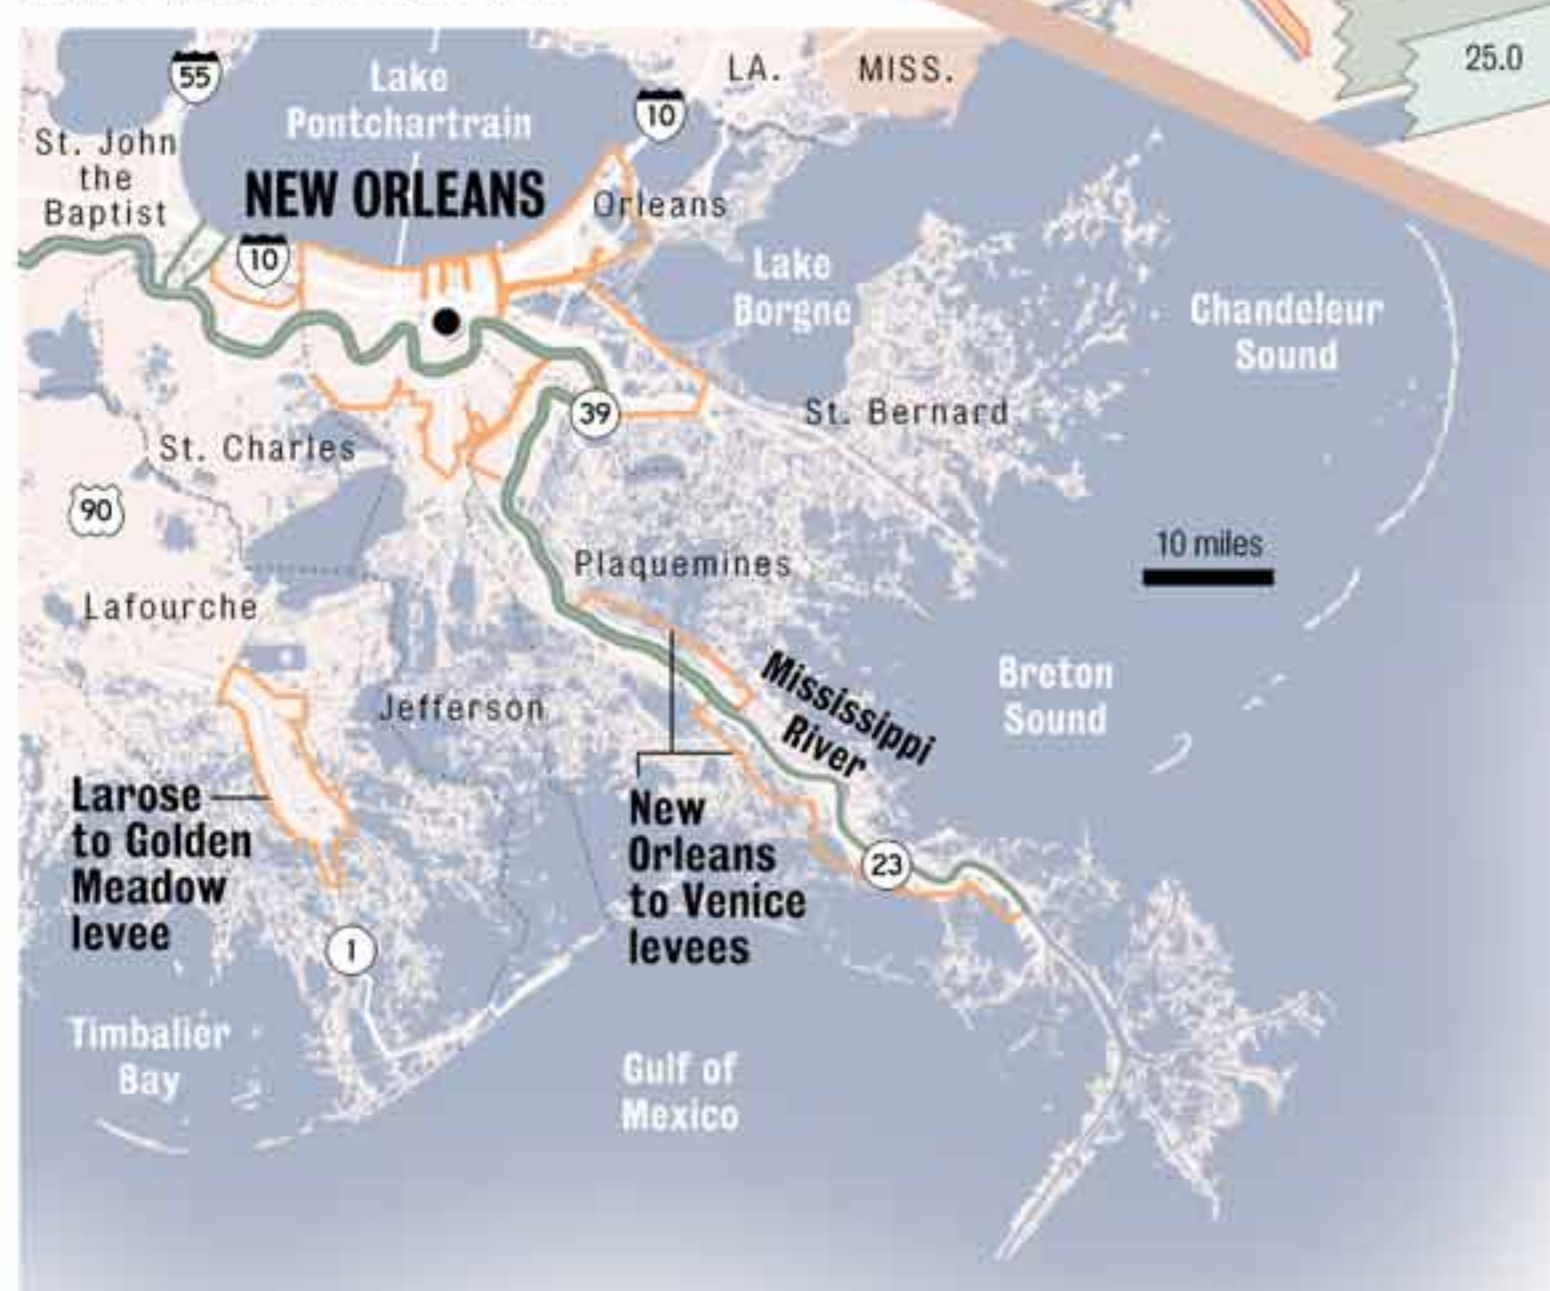 25.0
55
Lake
Pontchartrain
LA.
MISS.
10
St. John
the
Baptist
NEW ORLEANS
Orleans
10
Lake
Borgne
Chandeleur
Sound
39
St. Bernard
St. Charles
90
10 miles
Plaquemines
Lafourche
Breton
Sound
Mississippi
River
Jefferson
Larose
to Golden
Meadow
levee
New
Orleans
to Venice
levees
23
1
Timbalier
Bay
Gulf of
Mexico